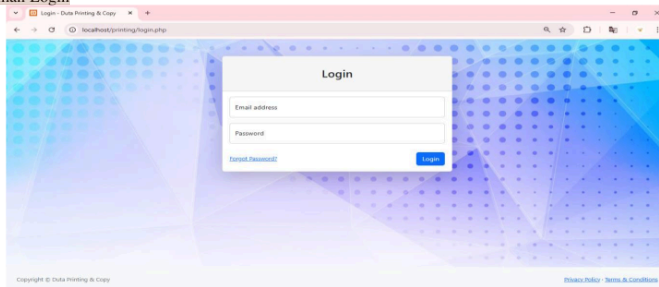 Login
Login - Duta Printing & Copy
localhost/printing/login.php
Login
Email address
Password
Forgot Password?
Login
Copyright © Duta Printing & Copy
Privacy Policy · Terms & Conditions